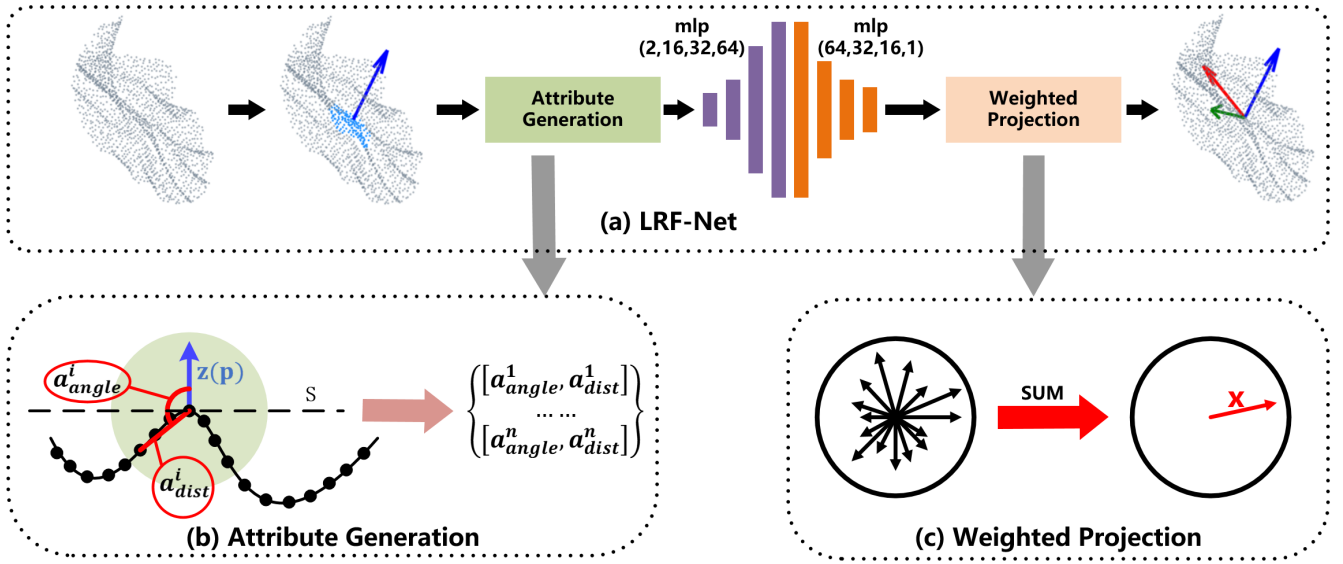 mlp
(2,16,32,64)
mlp
(64,32,16,1)
Attribute
Generation
Weighted
Projection
(a) LRF-Net
a^i_angle
z(p)
S
a^i_dist
{[a^1_angle, a^1_dist]
... ...
[a^n_angle, a^n_dist]}
(b) Attribute Generation
SUM
x
(c) Weighted Projection